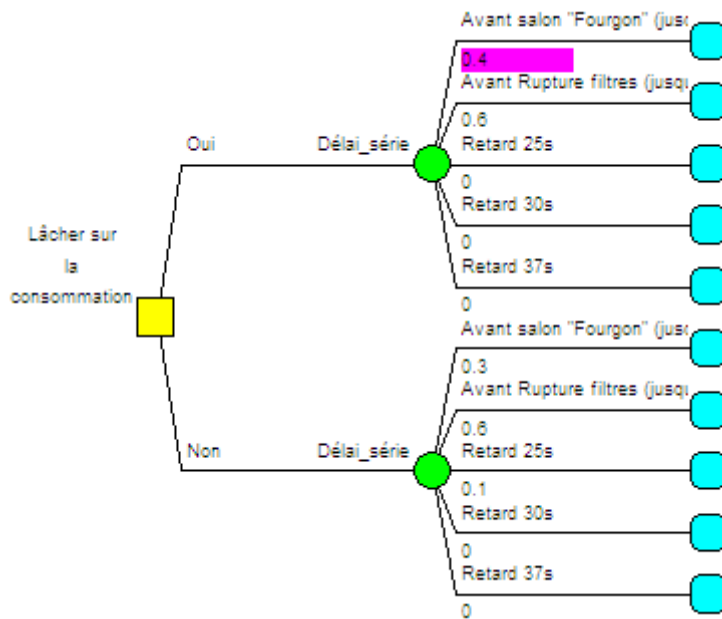 Avant salon "Fourgon" (jusq
0.4
Avant Rupture filtres (jusqu
0.6
Oui
Délai_série
Retard 25s
0
Retard 30s
0
Retard 37s
0
Lâcher sur
la
consommation
Avant salon "Fourgon" (jusq
0.3
Avant Rupture filtres (jusqu
0.6
Non
Délai_série
Retard 25s
0.1
Retard 30s
0
Retard 37s
0